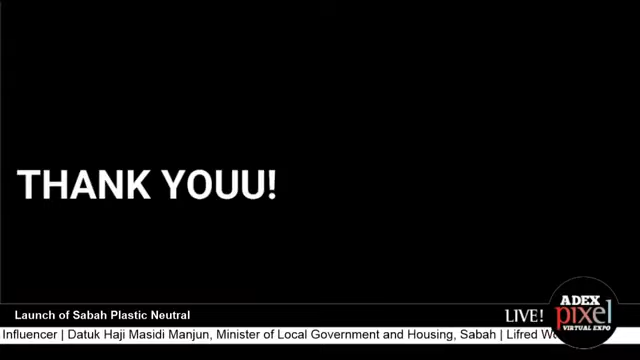 THANK YOUU!
Launch of Sabah Plastic Neutral
LIVE!
ADEX
pixel
VIRTUAL EXPO
Influencer | Datuk Haji Masidi Manjun, Minister of Local Government and Housing, Sabah | Lifred